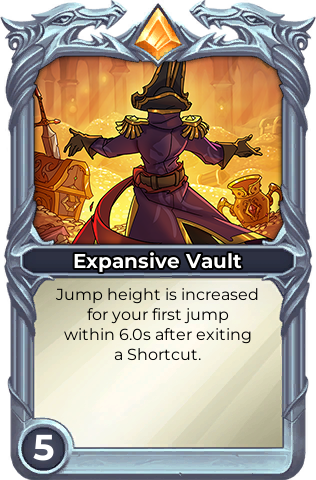 Expansive Vault
Jump height is increased
for your first jump
within 6.0s after exiting
a Shortcut.
5